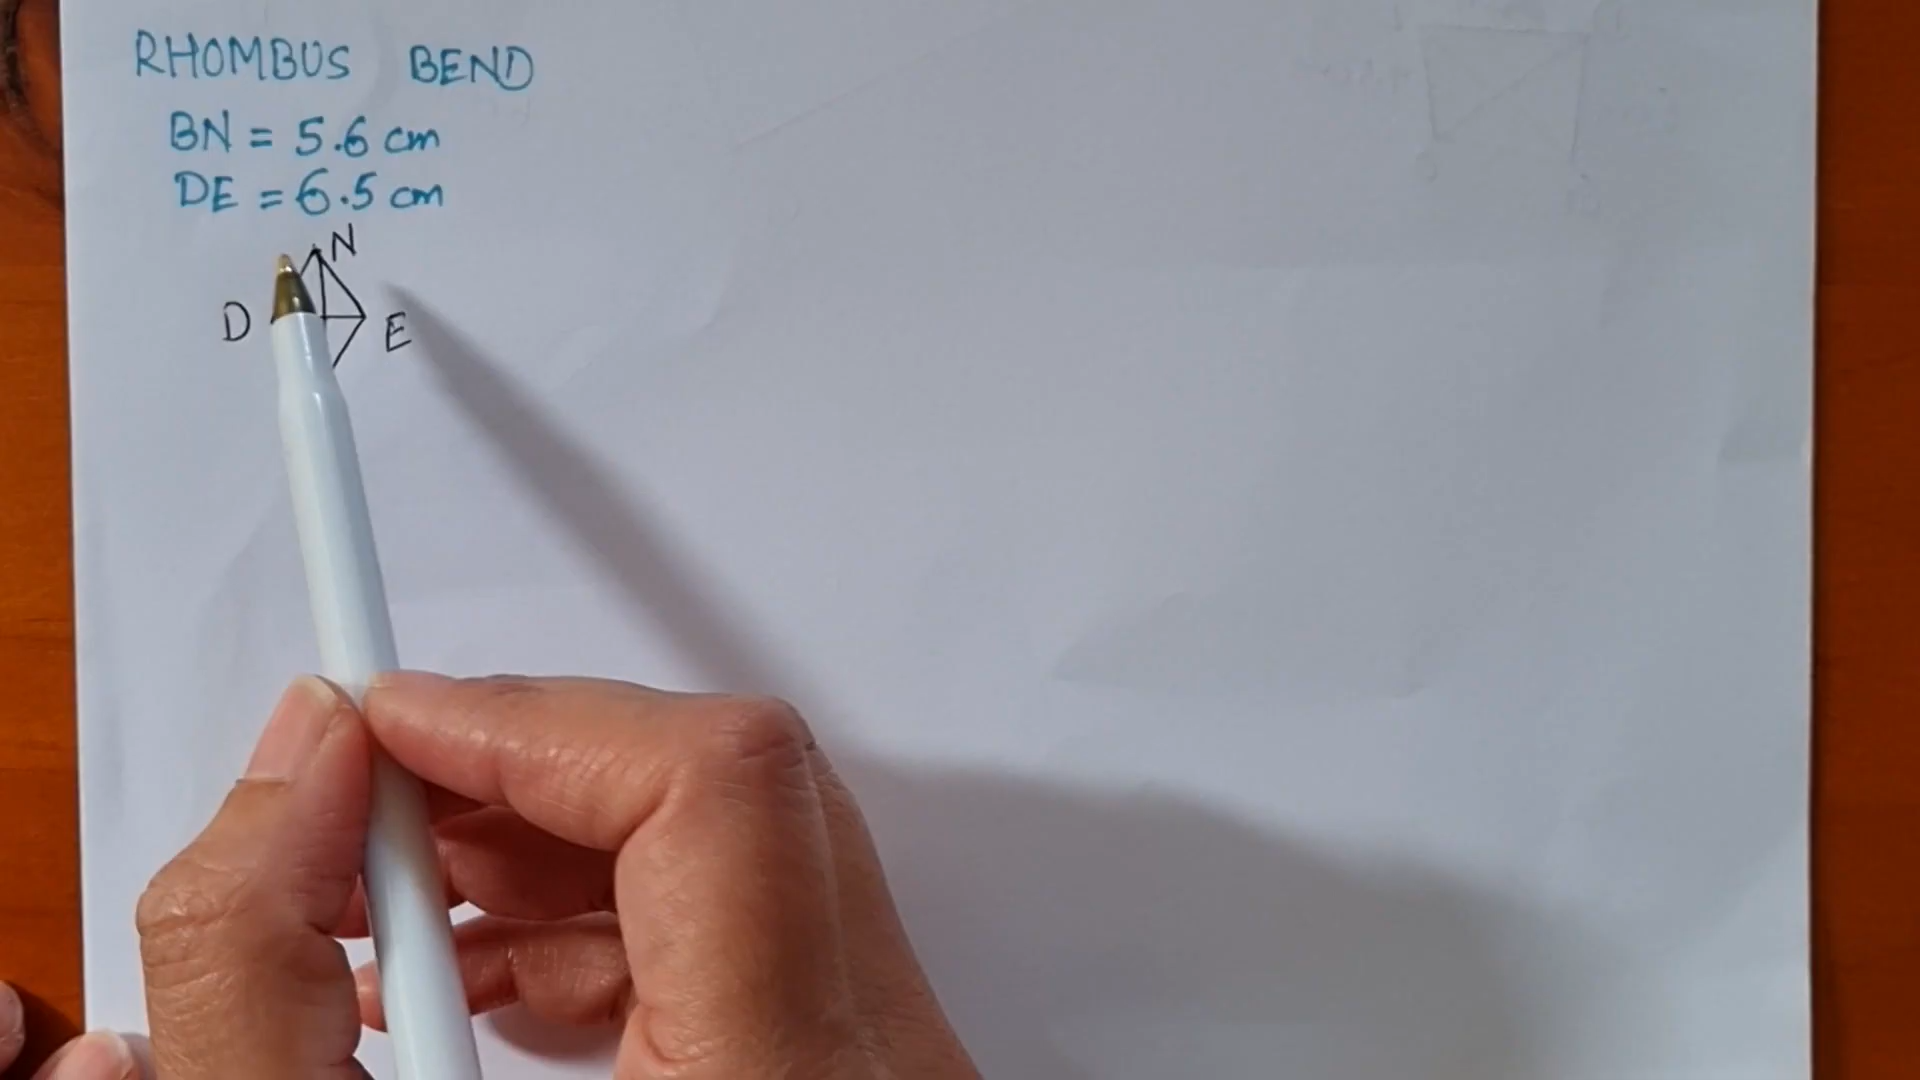 RHOMBUS BEND
BN = 5.6 cm
DE = 6.5 cm
N
D E